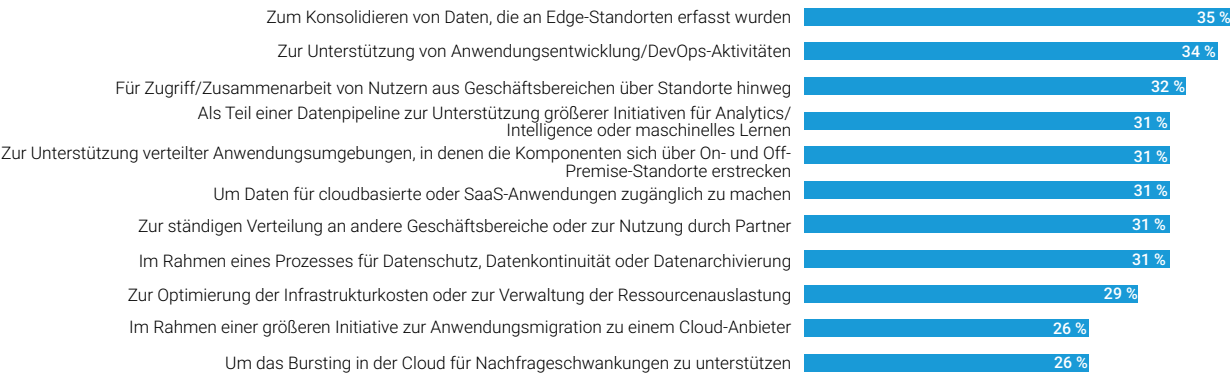 Zum Konsolidieren von Daten, die an Edge-Standorten erfasst wurden 35 %
Zur Unterstützung von Anwendungsentwicklung/DevOps-Aktivitäten 34 %
Für Zugriff/Zusammenarbeit von Nutzern aus Geschäftsbereichen über Standorte hinweg 32 %
Als Teil einer Datenpipeline zur Unterstützung größerer Initiativen für Analytics/
Intelligence oder maschinelles Lernen 31 %
Zur Unterstützung verteilter Anwendungsumgebungen, in denen die Komponenten sich über On- und Off-
Premise-Standorte erstrecken 31 %
Um Daten für cloudbasierte oder SaaS-Anwendungen zugänglich zu machen 31 %
Zur ständigen Verteilung an andere Geschäftsbereiche oder zur Nutzung durch Partner 31 %
Im Rahmen eines Prozesses für Datenschutz, Datenkontinuität oder Datenarchivierung 31 %
Zur Optimierung der Infrastrukturkosten oder zur Verwaltung der Ressourcenauslastung 29 %
Im Rahmen einer größeren Initiative zur Anwendungsmigration zu einem Cloud-Anbieter 26 %
Um das Bursting in der Cloud für Nachfrageschwankungen zu unterstützen 26 %